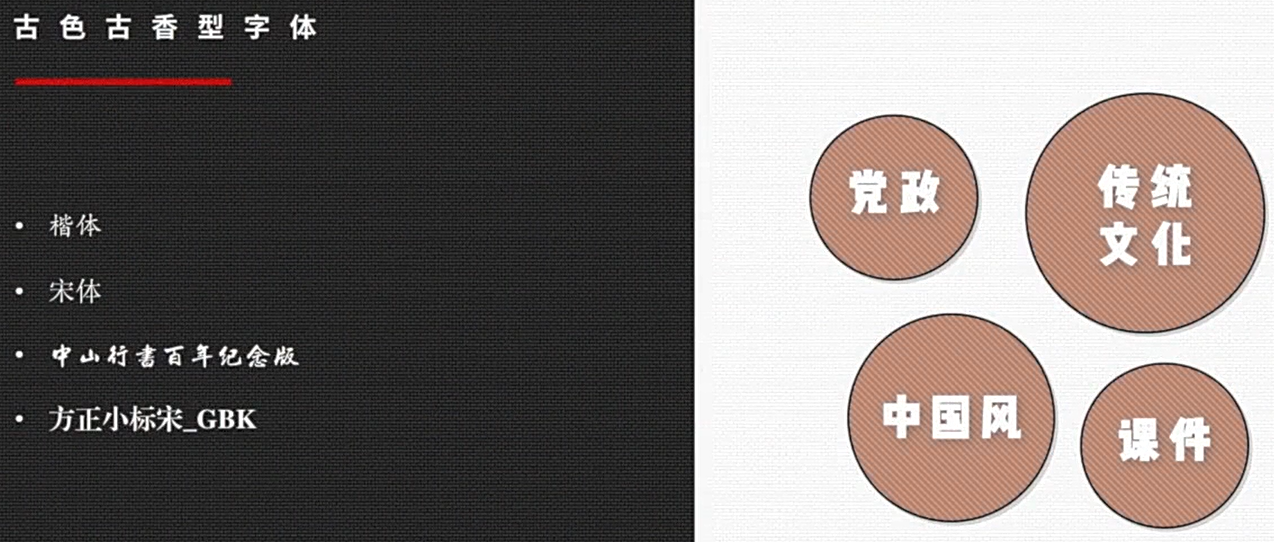 古色古香型字体
• 楷体
• 宋体
• 中山行書百年纪念版
• 方正小标宋_GBK
党政
传统
文化
中国风
课件